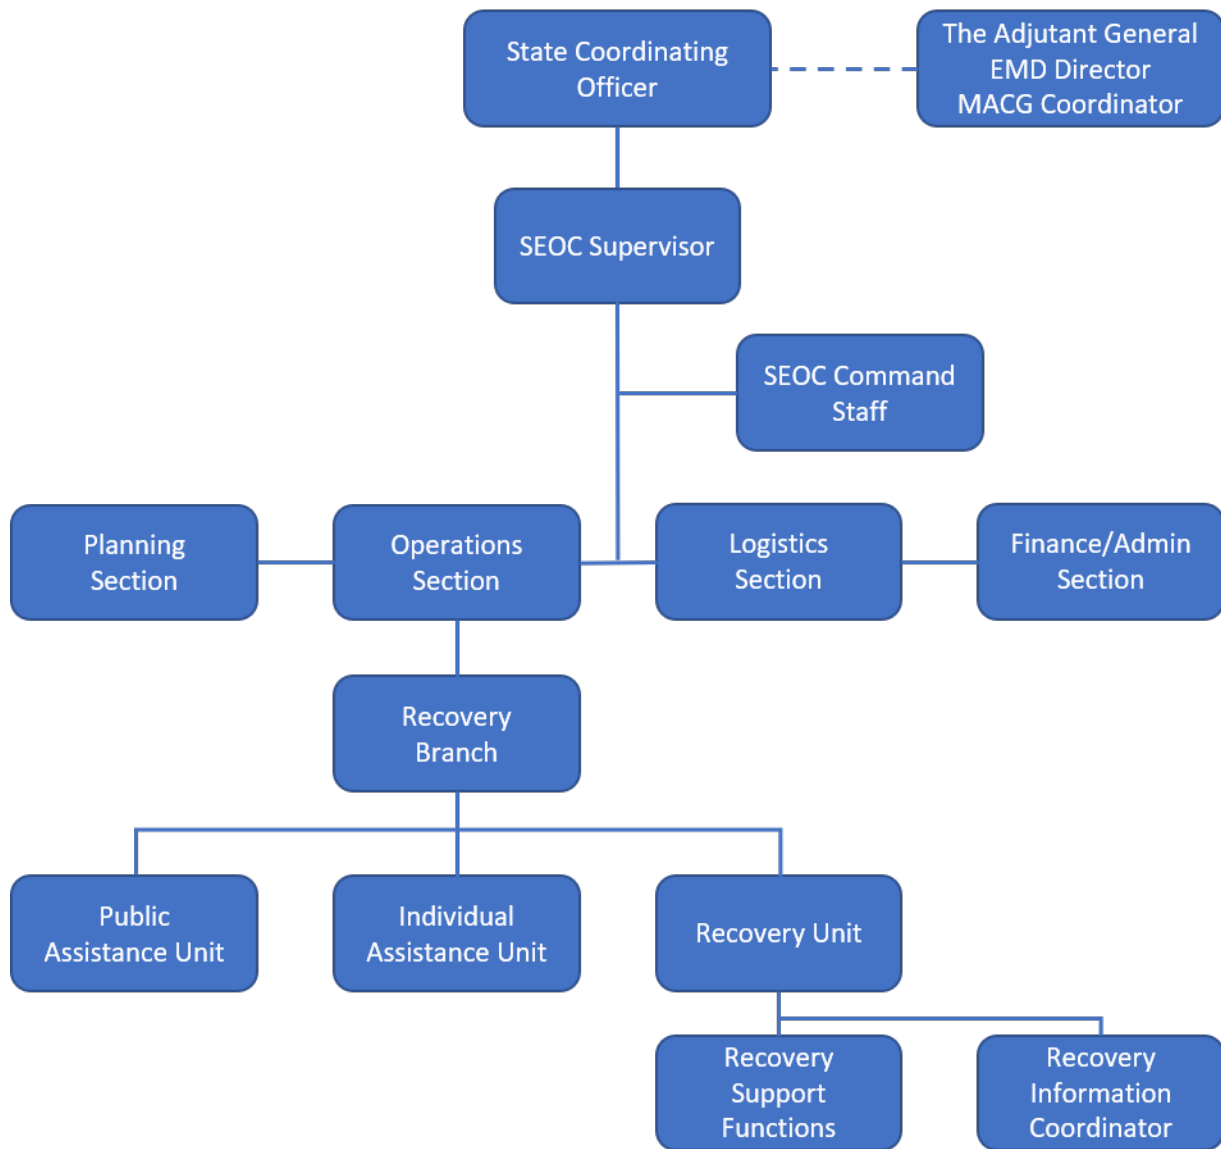 State Coordinating
Officer
The Adjutant General
EMD Director
MACG Coordinator
SEOC Supervisor
SEOC Command
Staff
Planning
Section
Operations
Section
Logistics
Section
Finance/Admin
Section
Recovery
Branch
Public
Assistance Unit
Individual
Assistance Unit
Recovery Unit
Recovery
Support
Functions
Recovery
Information
Coordinator